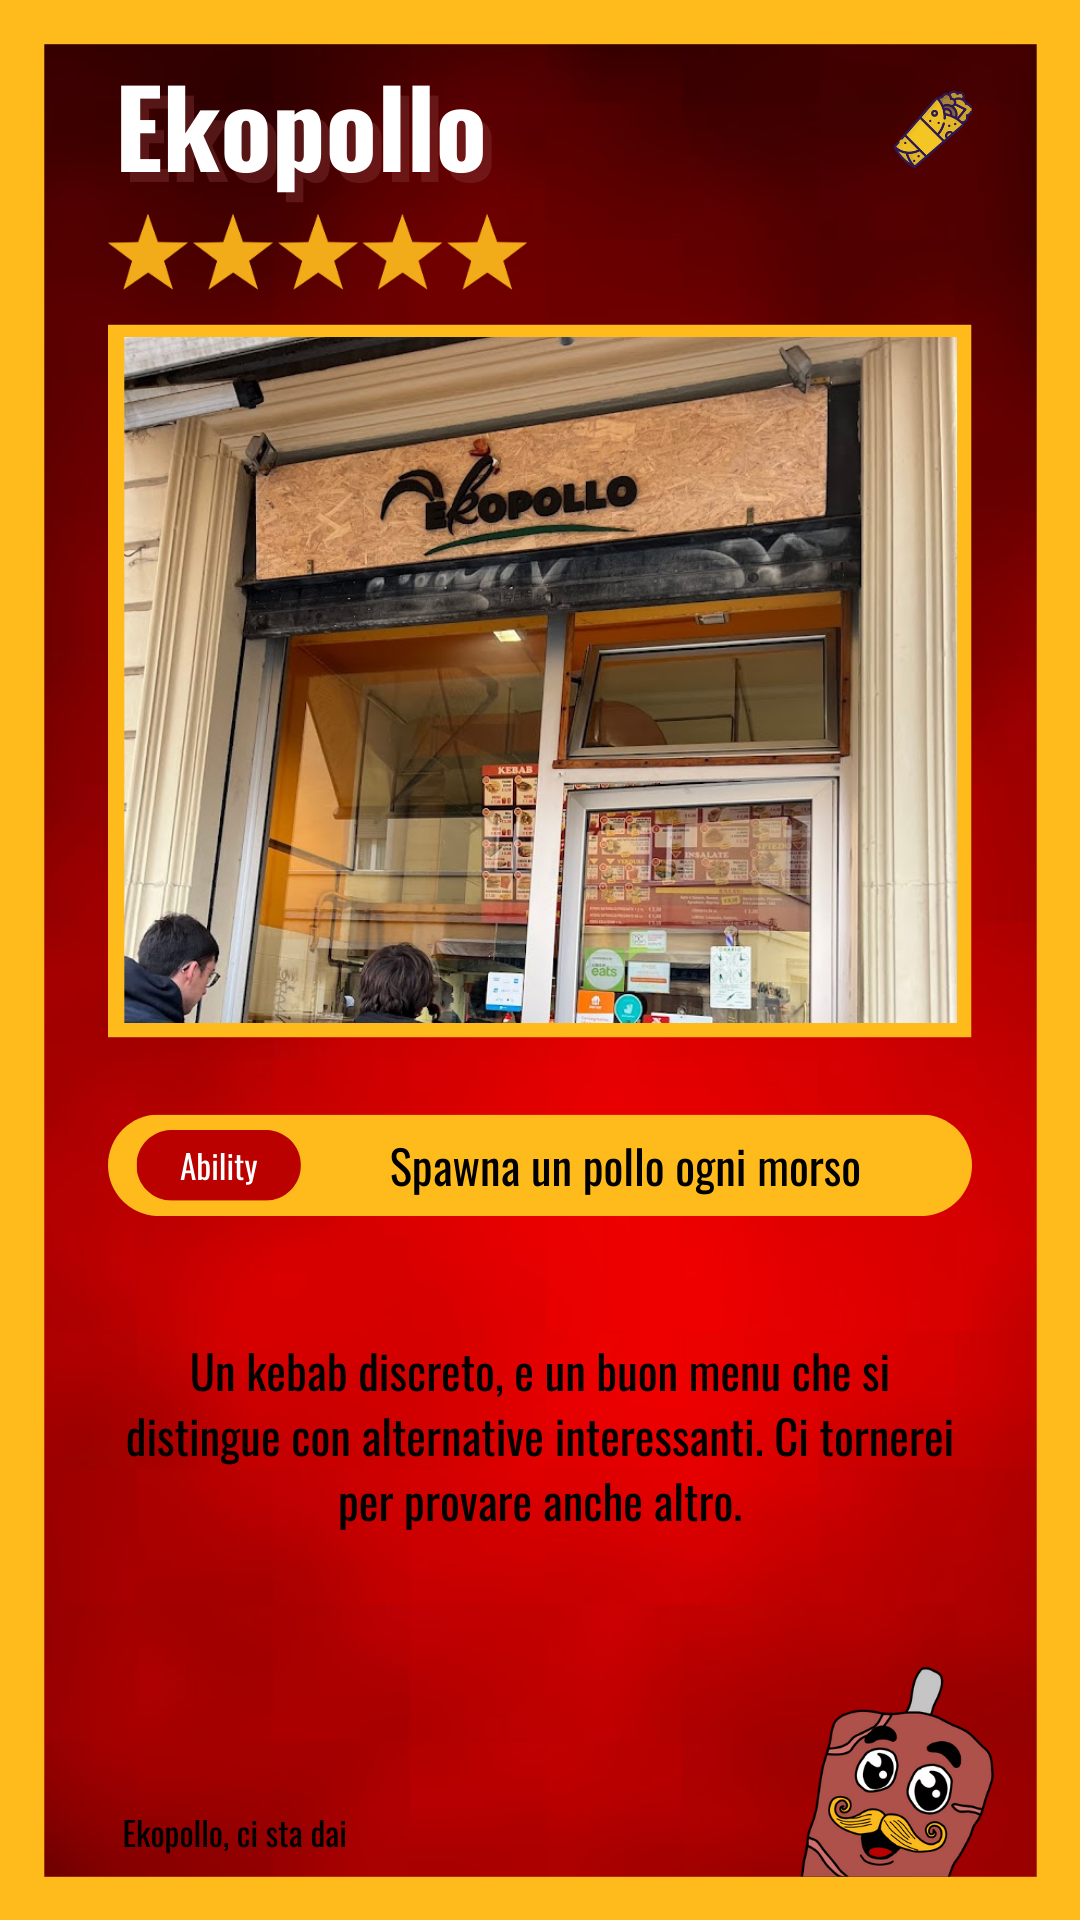 Ekopollo
EKOPOLLO
KEBAB
INSALATE
SPIEDO
eats
Ability
Spawna un pollo ogni morso
Un kebab discreto, e un buon menu che si
distingue con alternative interessanti. Ci tornerei
per provare anche altro.
Ekopollo, ci sta dai